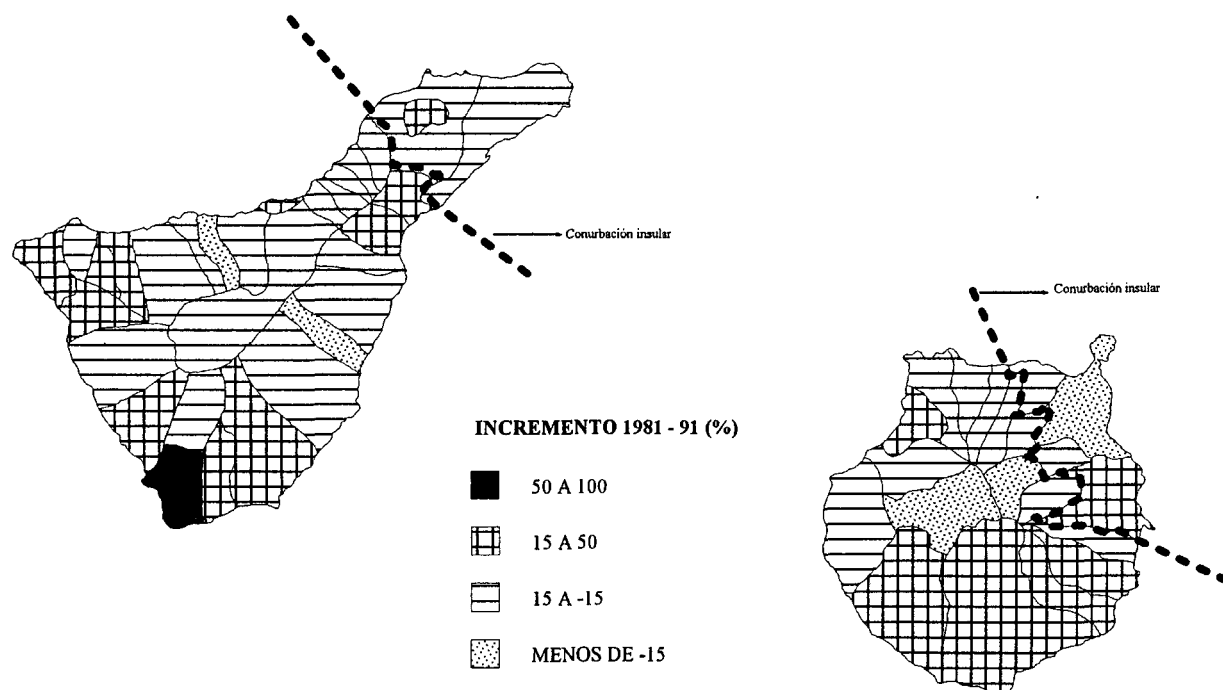 Conurbación insular
Conurbación insular
INCREMENTO 1981 - 91 (%)
50 A 100
15 A 50
15 A -15
MENOS DE -15